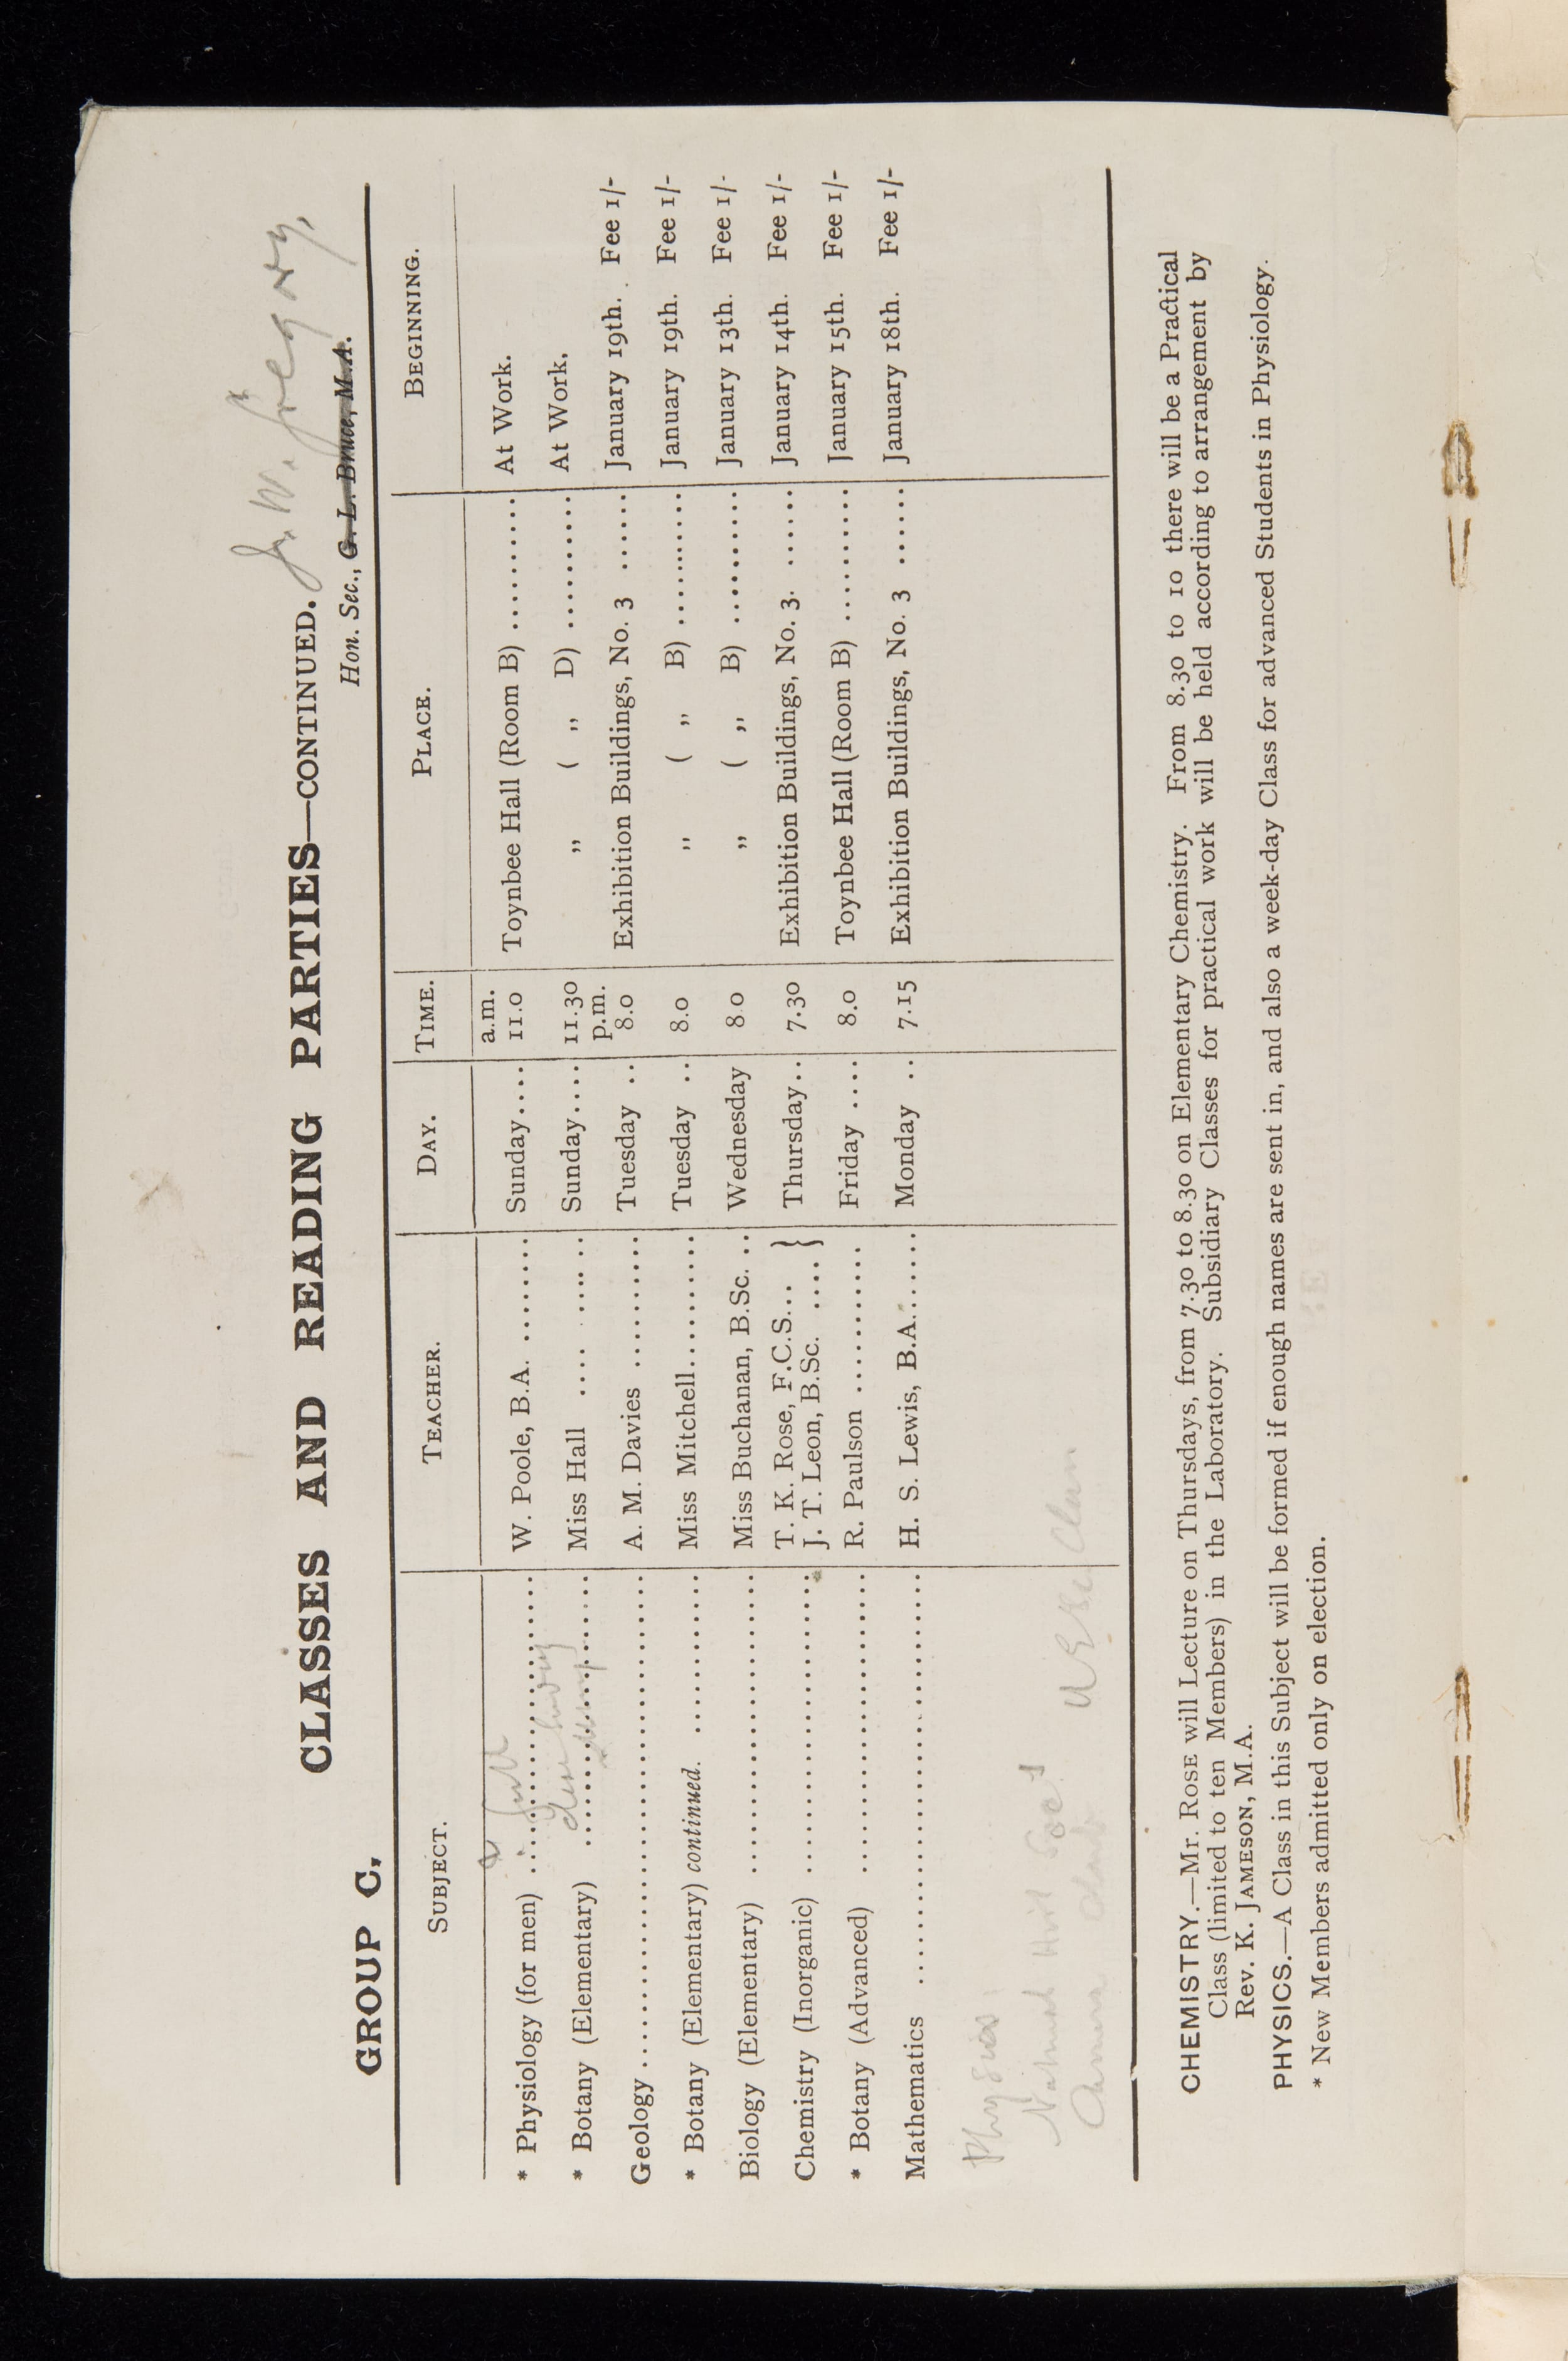 CLASSES AND READING PARTIES—CONTINUED.
J. W. Gregory,
GROUP C, Hon. Sec., G. L. Bruce, M.A.
SUBJECT. TEACHER. DAY. TIME. PLACE. BEGINNING.
a.m.
* Physiology (for men) .......... W. Poole, B.A. ......... Sunday.... 11.0 Toynbee Hall (Room B) .......... At Work.
full
* Botany (Elementary) .......... Miss Hall .... ..... .. Sunday.... 11.30 „ ( „ D) .......... At Work.
p.m.
Geology .......... A. M. Davies .......... Tuesday .. 8.0 Exhibition Buildings, No. 3 ...... January 19th. Fee 1/-
* Botany (Elementary) continued. .......... Miss Mitchell.......... Tuesday .. 8.0 „ ( „ B) .......... January 19th. Fee 1/-
Biology (Elementary) .......... Miss Buchanan, B.Sc. .. Wednesday 8.0 „ ( „ B) .......... January 13th. Fee 1/-
Chemistry (Inorganic) .......... T. K. Rose, F.C.S... } Thursday.. 7.30 Exhibition Buildings, No. 3. ...... January 14th. Fee 1/-
J. T. Leon, B.Sc. ....
* Botany (Advanced) .......... R. Paulson .......... Friday .... 8.0 Toynbee Hall (Room B) .......... January 15th. Fee 1/-
Mathematics .......... H. S. Lewis, B.A....... Monday .. 7.15 Exhibition Buildings, No. 3 ...... January 18th. Fee 1/-
Physics
Natural Hist Socy
Class
CHEMISTRY.—Mr. ROSE will Lecture on Thursdays, from 7.30 to 8.30 on Elementary Chemistry. From 8.30 to 10 there will be a Practical
Class (limited to ten Members) in the Laboratory. Subsidiary Classes for practical work will be held according to arrangement by
Rev. K. JAMESON, M.A.
PHYSICS.—A Class in this Subject will be formed if enough names are sent in, and also a week-day Class for advanced Students in Physiology.
* New Members admitted only on election.